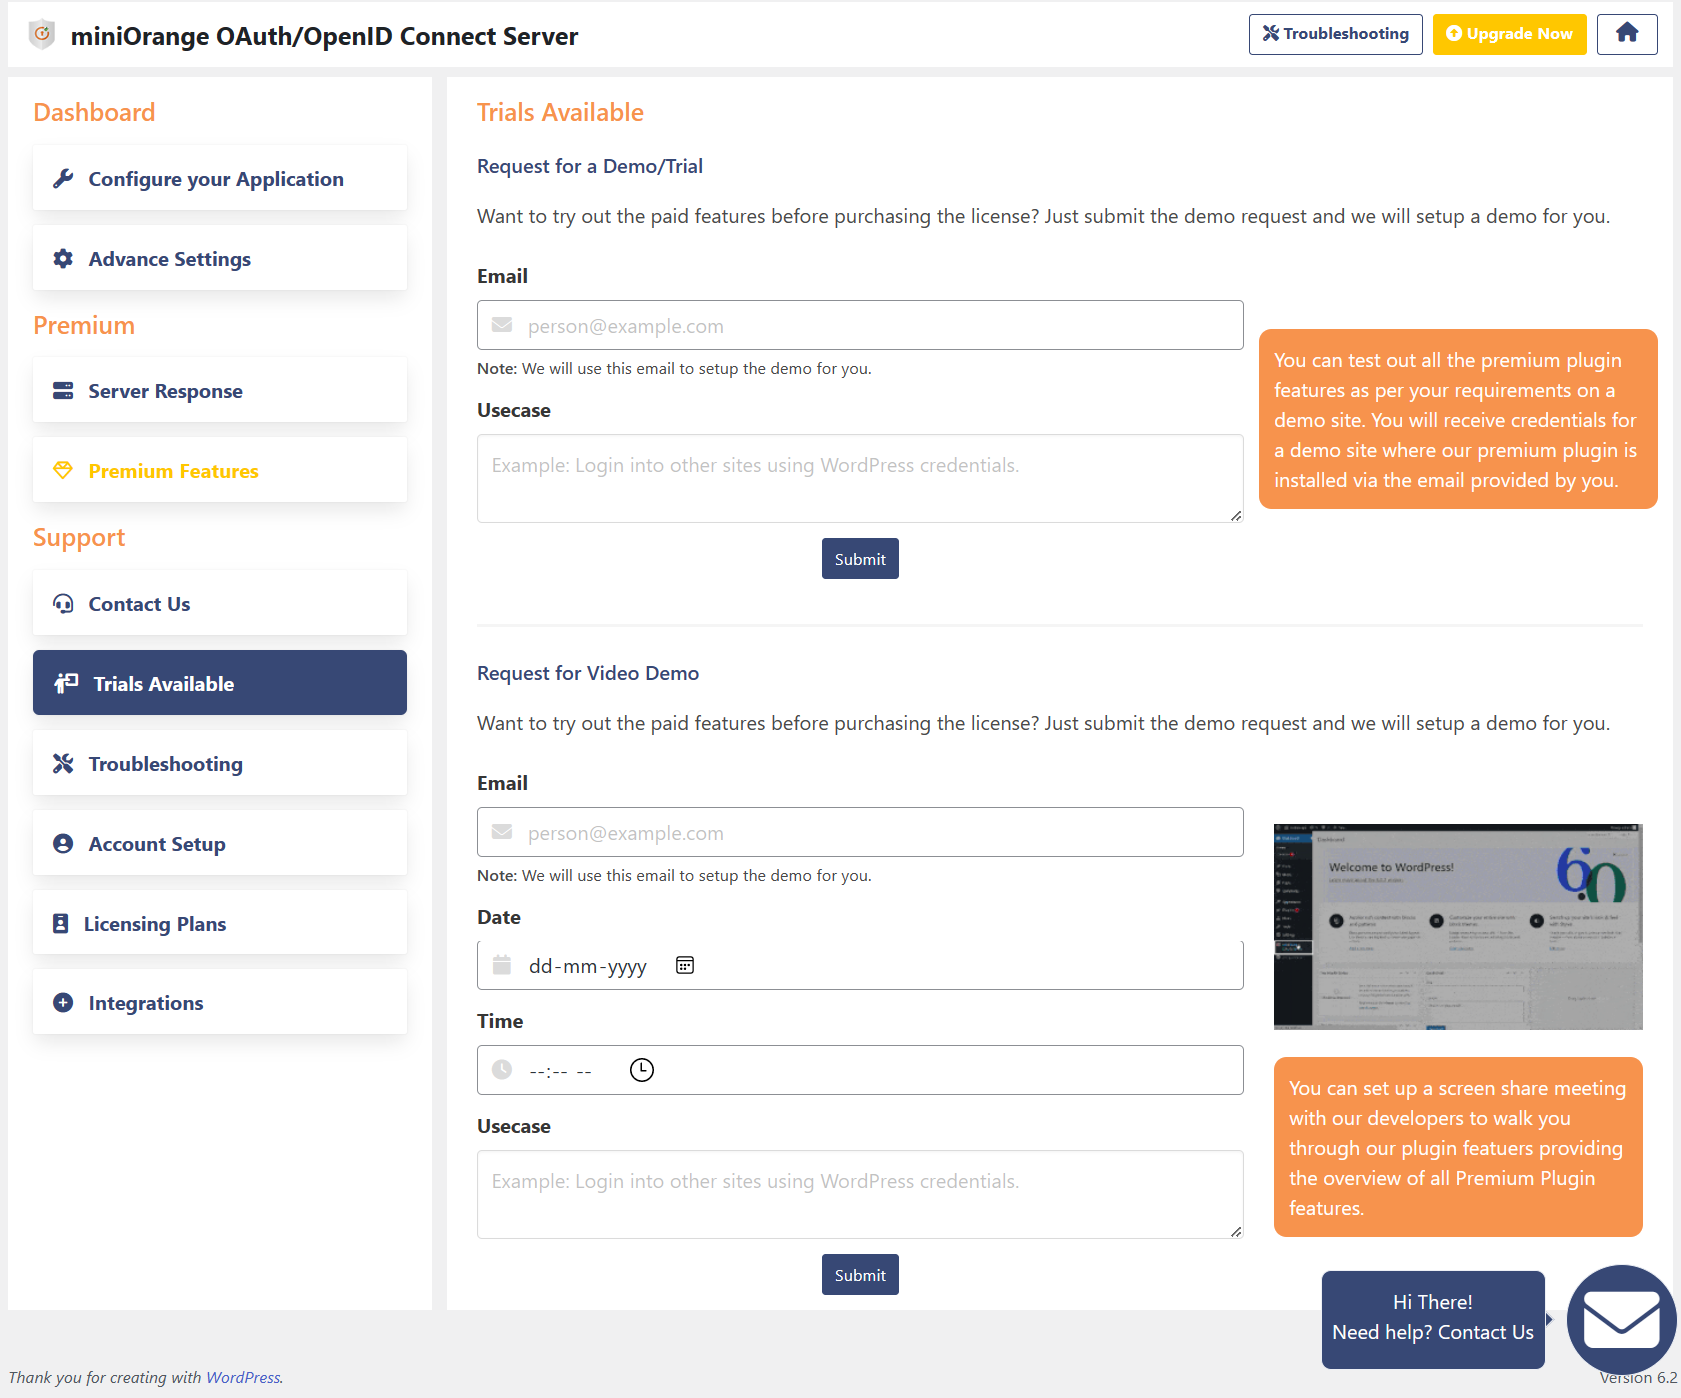 miniOrange OAuth/OpenID Connect Server
Troubleshooting
Upgrade Now
Dashboard
Configure your Application
Advance Settings
Premium
Server Response
Premium Features
Support
Contact Us
Trials Available
Troubleshooting
Account Setup
Licensing Plans
Integrations
Trials Available
Request for a Demo/Trial
Want to try out the paid features before purchasing the license? Just submit the demo request and we will setup a demo for you.
Email
person@example.com
Note: We will use this email to setup the demo for you.
Usecase
Example: Login into other sites using WordPress credentials.
Submit
You can test out all the premium plugin
features as per your requirements on a
demo site. You will receive credentials for
a demo site where our premium plugin is
installed via the email provided by you.
Request for Video Demo
Want to try out the paid features before purchasing the license? Just submit the demo request and we will setup a demo for you.
Email
person@example.com
Note: We will use this email to setup the demo for you.
Date
dd-mm-yyyy
Time
--:-- --
Usecase
Example: Login into other sites using WordPress credentials.
Submit
Dashboard
Welcome to WordPress!
6.0
You can set up a screen share meeting
with our developers to walk you
through our plugin featuers providing
the overview of all Premium Plugin
features.
Hi There!
Need help? Contact Us
Thank you for creating with WordPress.
Version 6.2